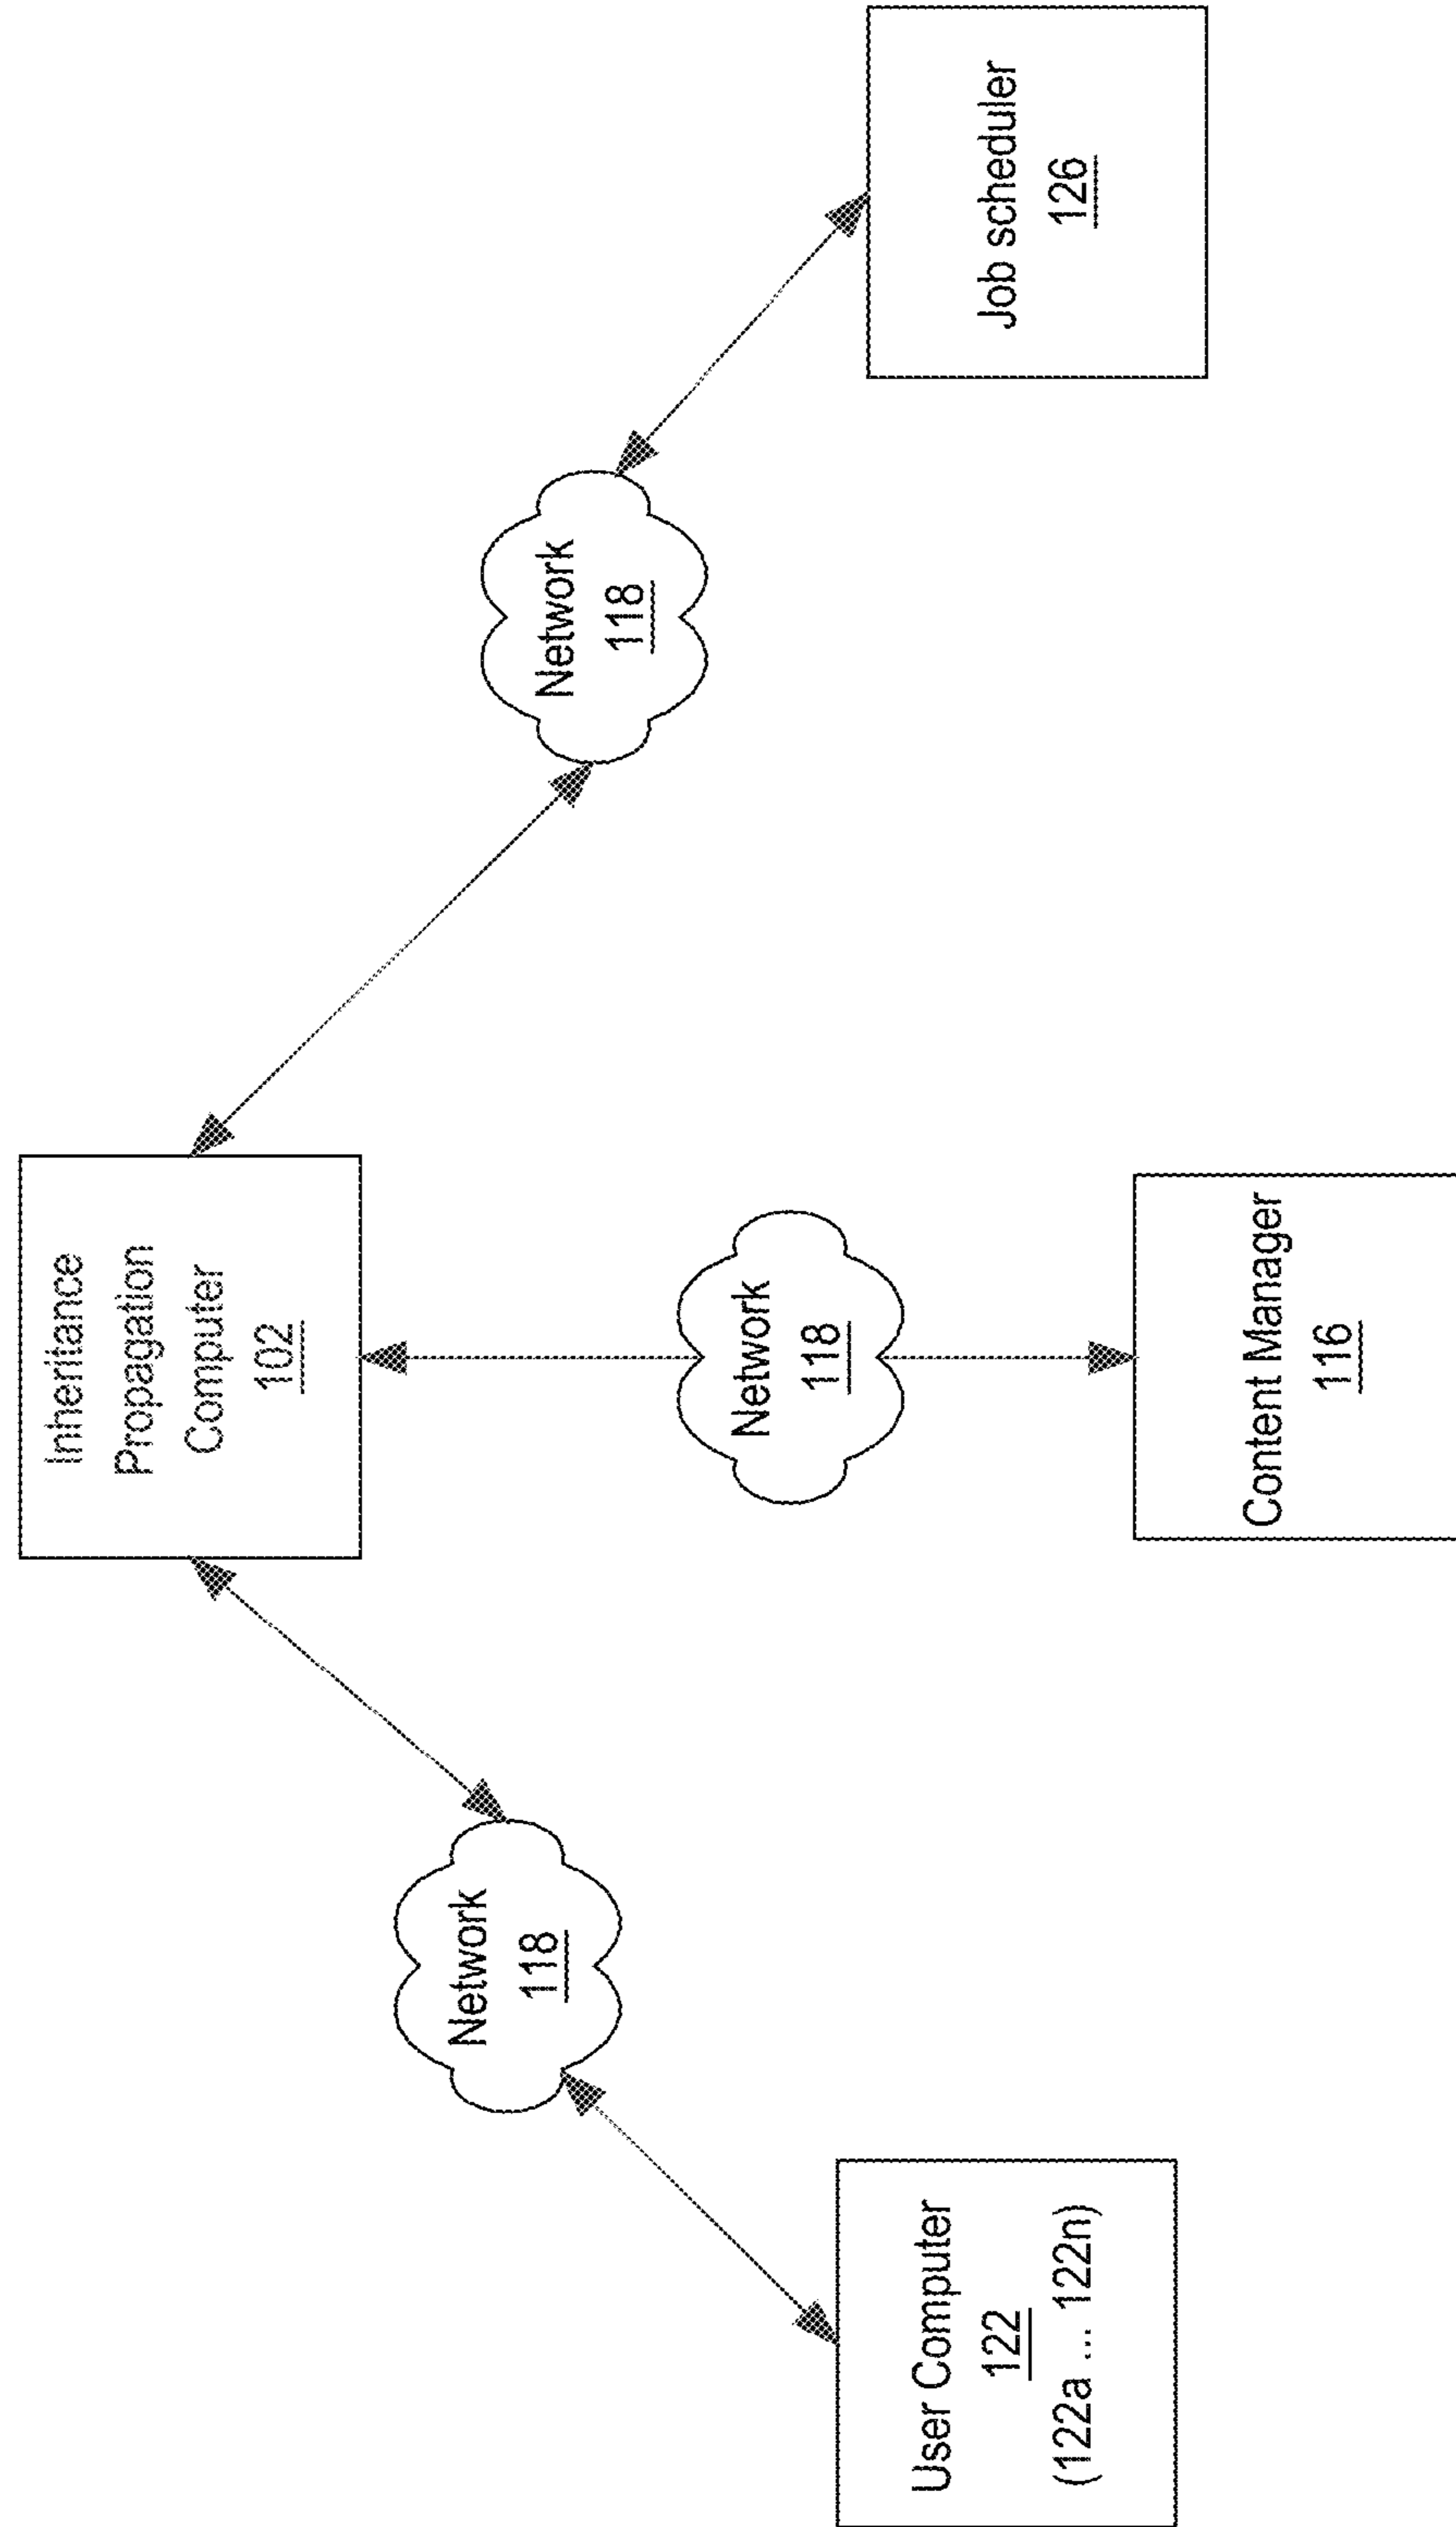 Inheritance
Propagation
Computer
102
Network
118
Network
118
Network
118
User Computer
122
(122a ... 122n)
Content Manager
116
Job scheduler
126